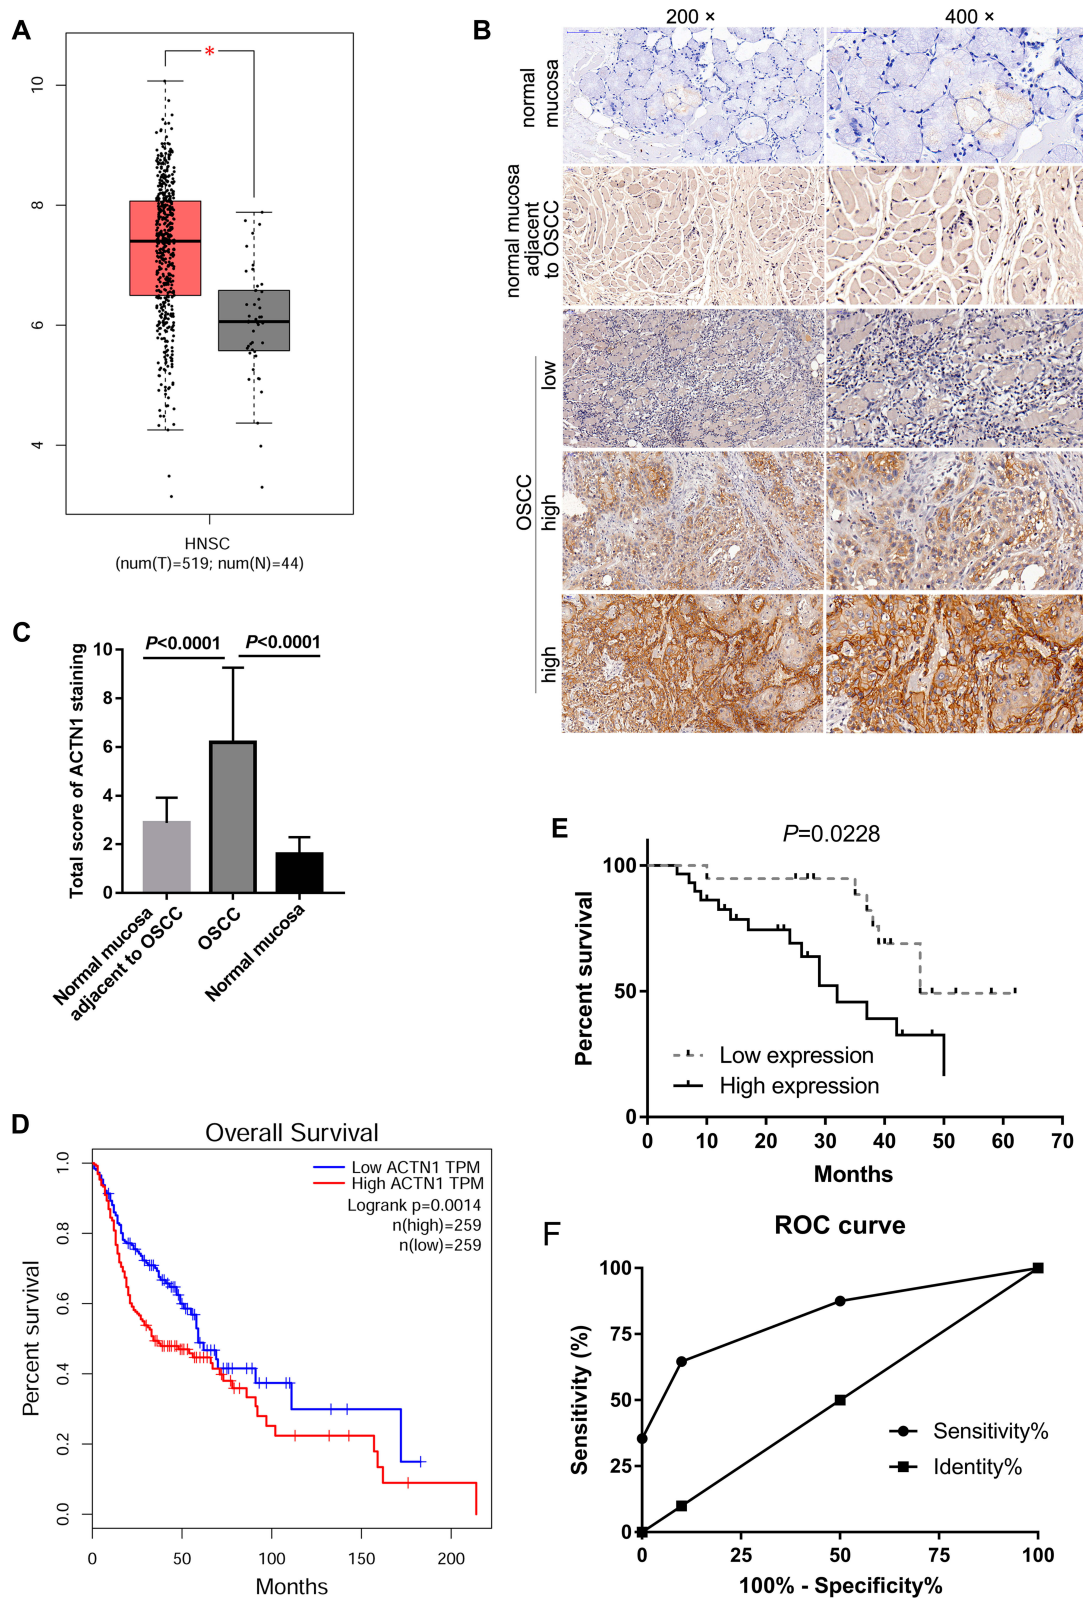 A
*
10
8
6
4
HNSC
(num(T)=519; num(N)=44)
B
200 ×
400 ×
normal
mucosa
normal mucosa
adjacent
to OSCC
OSCC
low
high
high
C
P<0.0001
P<0.0001
Total score of ACTN1 staining
10
8
6
4
2
0
Normal mucosa
adjacent to OSCC
OSCC
Normal mucosa
D
Overall Survival
Low ACTN1 TPM
High ACTN1 TPM
Logrank p=0.0014
n(high)=259
n(low)=259
Percent survival
1.0
0.8
0.6
0.4
0.2
0.0
0 50 100 150 200
Months
E
P=0.0228
Percent survival
100
50
0
Low expression
High expression
0 10 20 30 40 50 60 70
Months
F
ROC curve
Sensitivity (%)
100
75
50
25
0
Sensitivity%
Identity%
0 25 50 75 100
100% - Specificity%